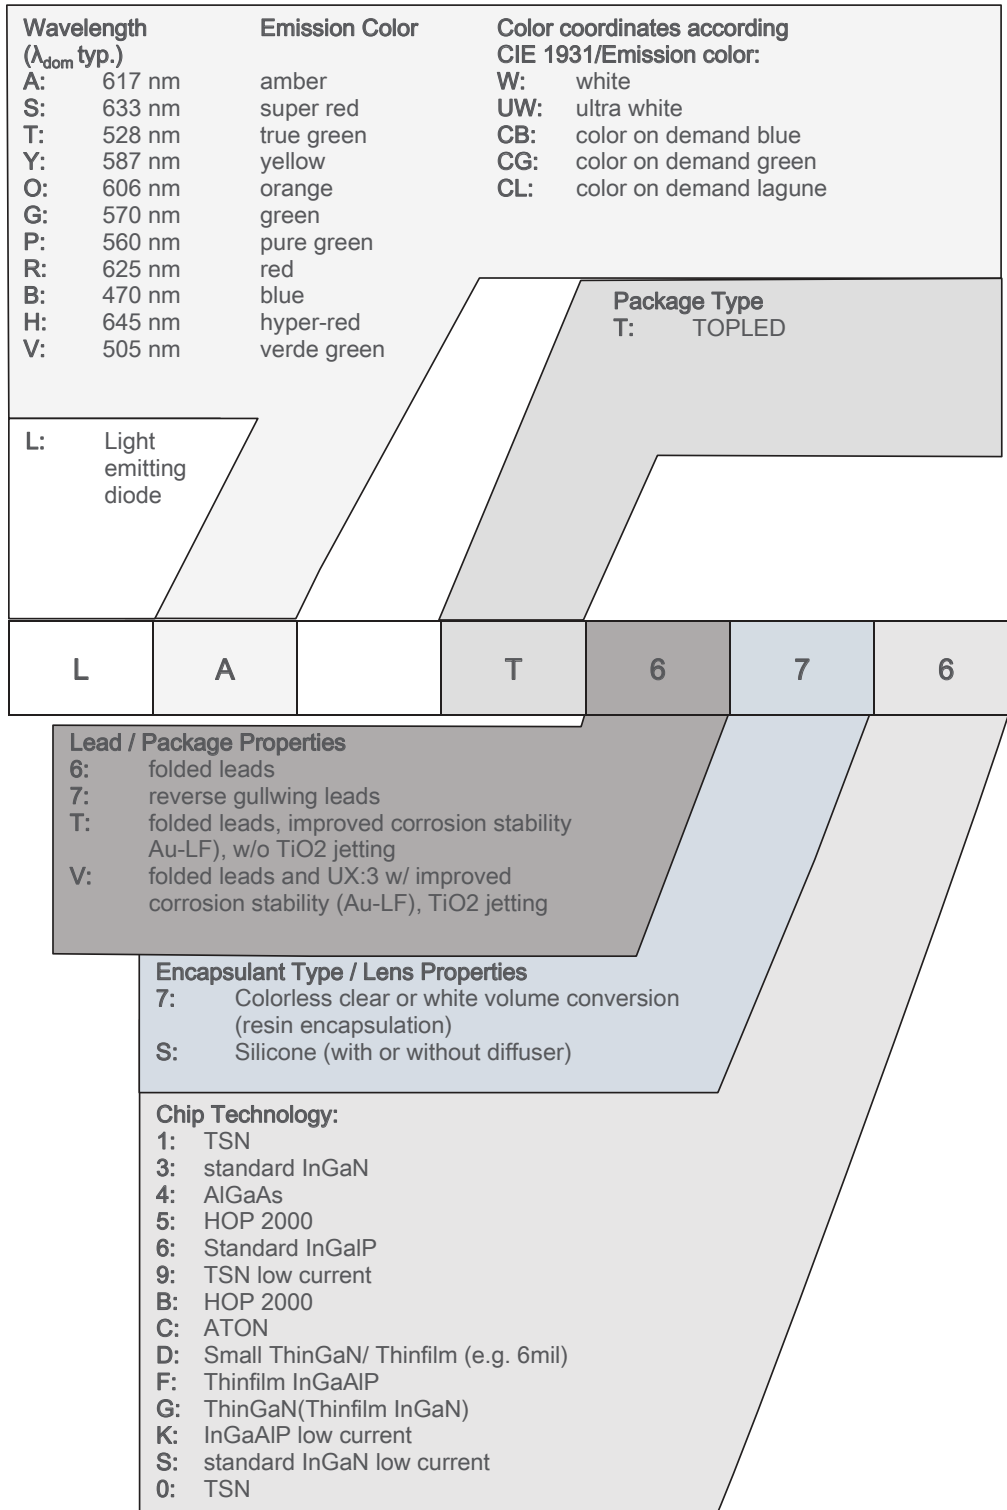 Wavelength Emission Color
(λdom typ.)
A: 617 nm amber
S: 633 nm super red
T: 528 nm true green
Y: 587 nm yellow
O: 606 nm orange
G: 570 nm green
P: 560 nm pure green
R: 625 nm red
B: 470 nm blue
H: 645 nm hyper-red
V: 505 nm verde green
Color coordinates according
CIE 1931/Emission color:
W: white
UW: ultra white
CB: color on demand blue
CG: color on demand green
CL: color on demand lagune
Package Type
T: TOPLED
L: Light
emitting
diode
L A T 6 7 6
Lead / Package Properties
6: folded leads
7: reverse gullwing leads
T: folded leads, improved corrosion stability
Au-LF), w/o TiO2 jetting
V: folded leads and UX:3 w/ improved
corrosion stability (Au-LF), TiO2 jetting
Encapsulant Type / Lens Properties
7: Colorless clear or white volume conversion
(resin encapsulation)
S: Silicone (with or without diffuser)
Chip Technology:
1: TSN
3: standard InGaN
4: AlGaAs
5: HOP 2000
6: Standard InGalP
9: TSN low current
B: HOP 2000
C: ATON
D: Small ThinGaN/ Thinfilm (e.g. 6mil)
F: Thinfilm InGaAlP
G: ThinGaN(Thinfilm InGaN)
K: InGaAlP low current
S: standard InGaN low current
0: TSN